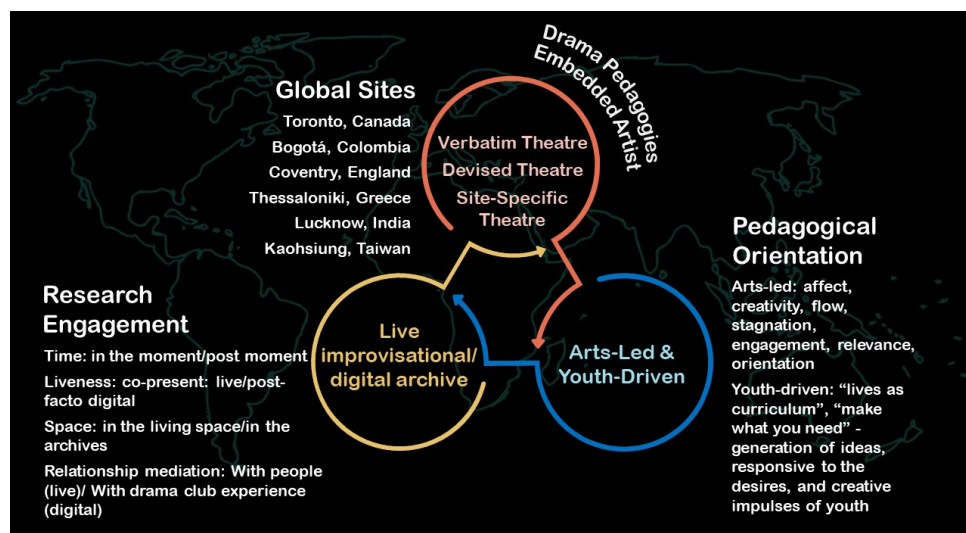 Drama Pedagogies
Embedded Artist
Global Sites
Toronto, Canada
Bogotá, Colombia
Coventry, England
Thessaloniki, Greece
Lucknow, India
Kaohsiung, Taiwan
Verbatim Theatre
Devised Theatre
Site-Specific
Theatre
Research
Engagement
Time: in the moment/post moment
Liveness: co-present: live/post-
facto digital
Space: in the living space/in the
archives
Relationship mediation: With people
(live)/ With drama club experience
(digital)
Live
improvisational/
digital archive
Arts-Led &
Youth-Driven
Pedagogical
Orientation
Arts-led: affect,
creativity, flow,
stagnation,
engagement, relevance,
orientation
Youth-driven: “lives as
curriculum”, “make
what you need” -
generation of ideas,
responsive to the
desires, and creative
impulses of youth